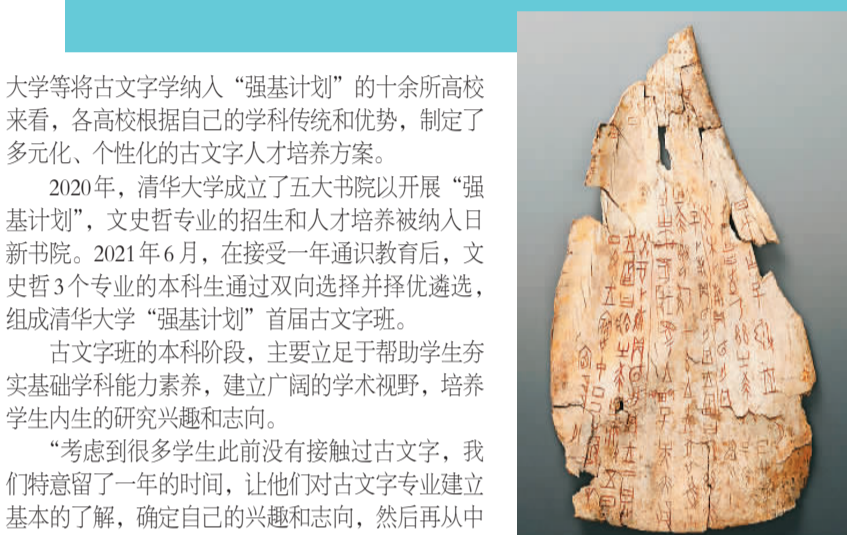 大学等将古文字学纳入“强基计划”的十余所高校
来看，各高校根据自己的学科传统和优势，制定了
多元化、个性化的古文字人才培养方案。
2020年，清华大学成立了五大书院以开展“强
基计划”，文史哲专业的招生和人才培养被纳入日
新书院。2021年6月，在接受一年通识教育后，文
史哲3个专业的本科生通过双向选择并择优遴选，
组成清华大学“强基计划”首届古文字班。
古文字班的本科阶段，主要立足于帮助学生夯
实基础学科能力素养，建立广阔的学术视野，培养
学生内生的研究兴趣和志向。
“考虑到很多学生此前没有接触过古文字，我
们特意留了一年的时间，让他们对古文字专业建立
基本的了解，确定自己的兴趣和志向，然后再从中